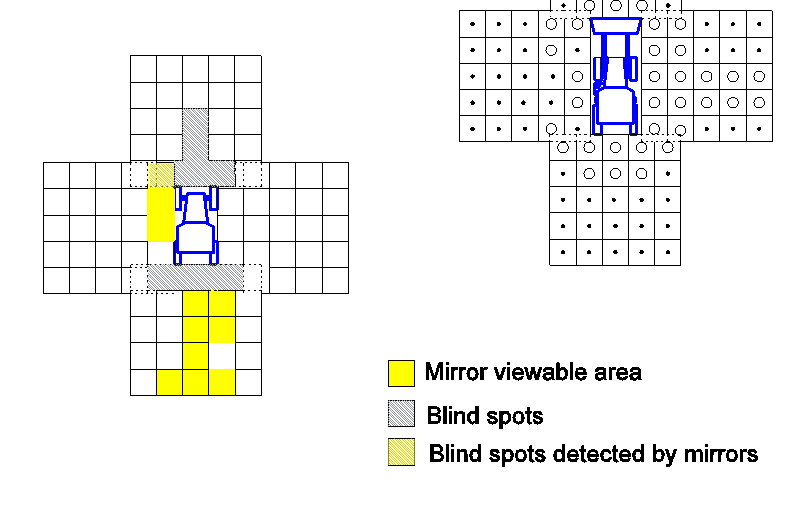 Mirror viewable area
Blind spots
Blind spots detected by mirrors